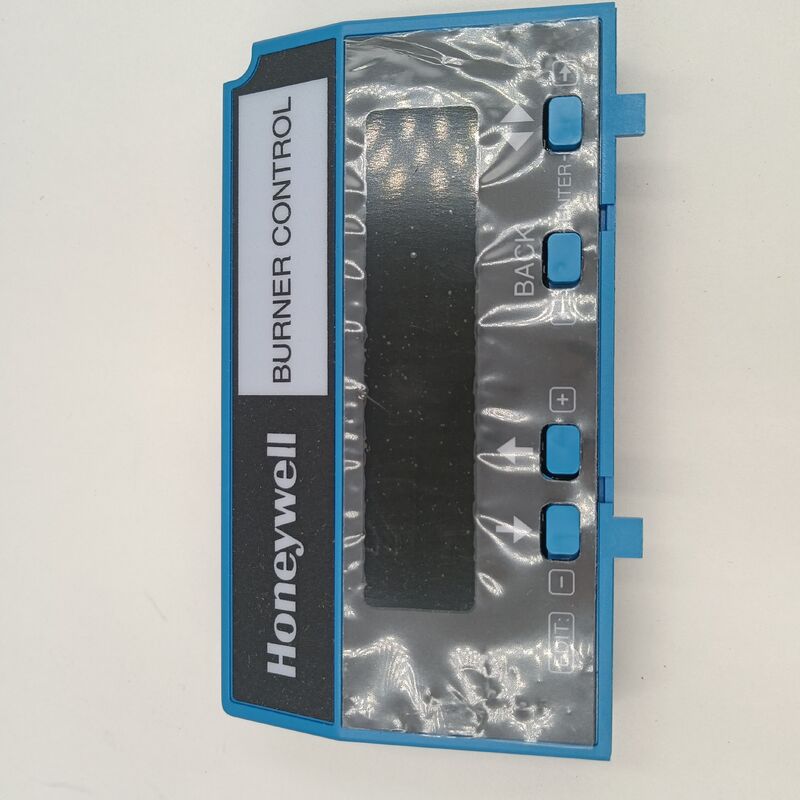 Honeywell BURNER CONTROL
BACK
ENTER-
EDIT: - +